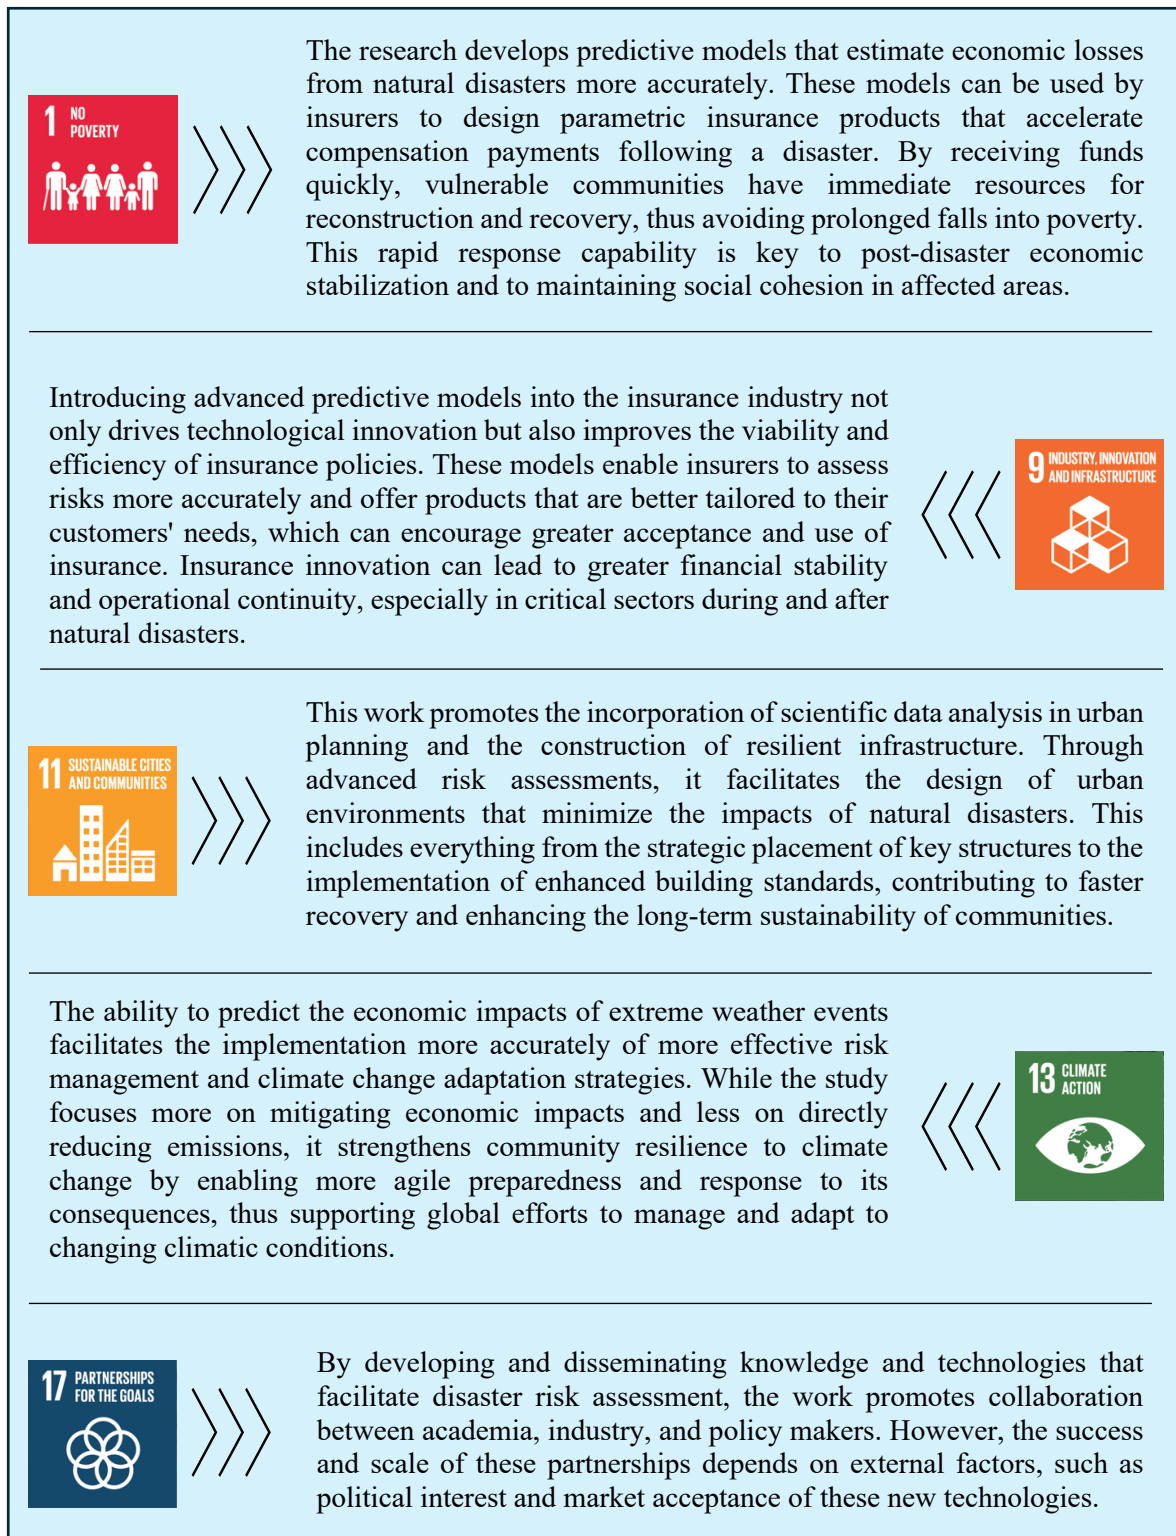 1 NO
POVERTY
The research develops predictive models that estimate economic losses
from natural disasters more accurately. These models can be used by
insurers to design parametric insurance products that accelerate
compensation payments following a disaster. By receiving funds
quickly, vulnerable communities have immediate resources for
reconstruction and recovery, thus avoiding prolonged falls into poverty.
This rapid response capability is key to post-disaster economic
stabilization and to maintaining social cohesion in affected areas.
Introducing advanced predictive models into the insurance industry not
only drives technological innovation but also improves the viability and
efficiency of insurance policies. These models enable insurers to assess
risks more accurately and offer products that are better tailored to their
customers' needs, which can encourage greater acceptance and use of
insurance. Insurance innovation can lead to greater financial stability
and operational continuity, especially in critical sectors during and after
natural disasters.
9 INDUSTRY, INNOVATION
AND INFRASTRUCTURE
11 SUSTAINABLE CITIES
AND COMMUNITIES
This work promotes the incorporation of scientific data analysis in urban
planning and the construction of resilient infrastructure. Through
advanced risk assessments, it facilitates the design of urban
environments that minimize the impacts of natural disasters. This
includes everything from the strategic placement of key structures to the
implementation of enhanced building standards, contributing to faster
recovery and enhancing the long-term sustainability of communities.
The ability to predict the economic impacts of extreme weather events
facilitates the implementation more accurately of more effective risk
management and climate change adaptation strategies. While the study
focuses more on mitigating economic impacts and less on directly
reducing emissions, it strengthens community resilience to climate
change by enabling more agile preparedness and response to its
consequences, thus supporting global efforts to manage and adapt to
changing climatic conditions.
13 CLIMATE
ACTION
17 PARTNERSHIPS
FOR THE GOALS
By developing and disseminating knowledge and technologies that
facilitate disaster risk assessment, the work promotes collaboration
between academia, industry, and policy makers. However, the success
and scale of these partnerships depends on external factors, such as
political interest and market acceptance of these new technologies.